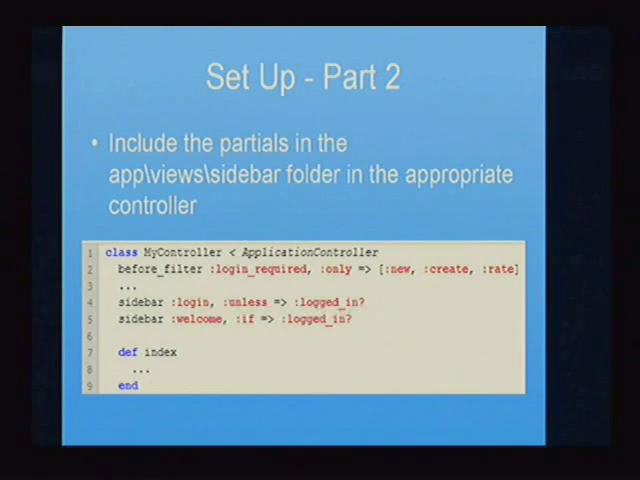 Set Up - Part 2
• Include the partials in the
app\views\sidebar folder in the appropriate
controller
1 class MyController < ApplicationController
2 before_filter :login_required, :only => [:new, :create, :rate]
3 ...
4 sidebar :login, :unless => :logged_in?
5 sidebar :welcome, :if => :logged_in?
6
7 def index
8 ...
9 end